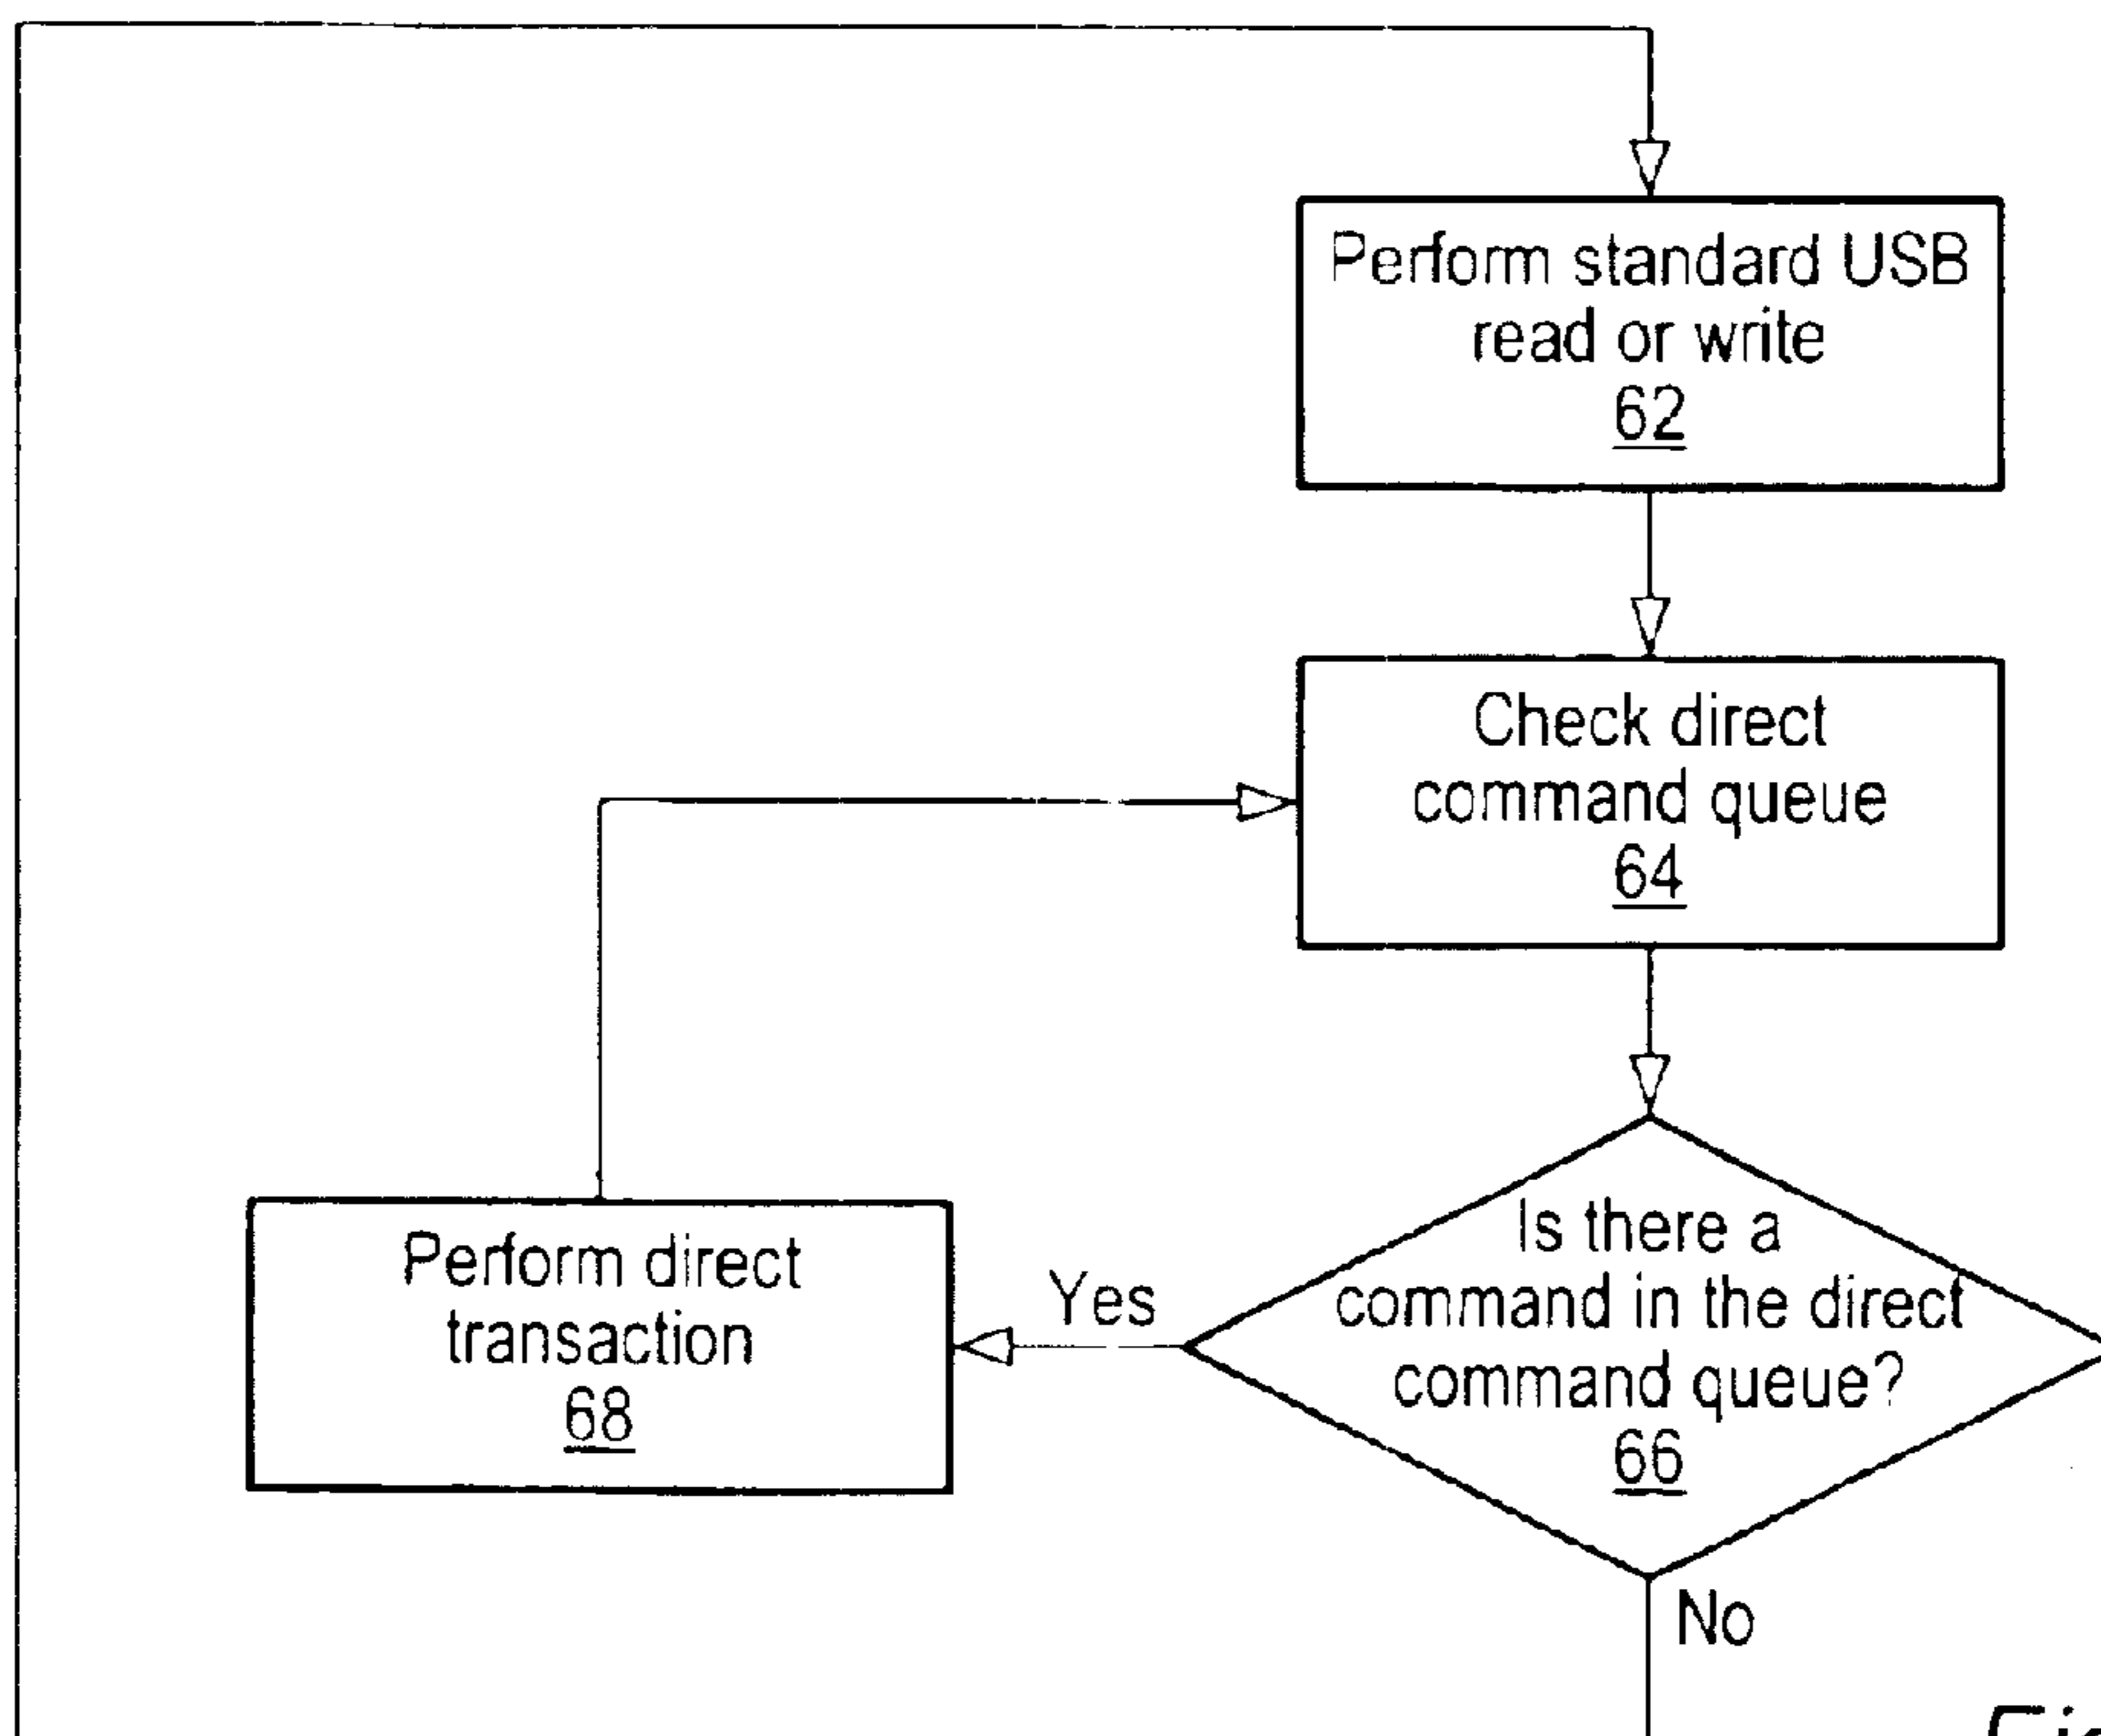 Perform standard USB
read or write
62
Check direct
command queue
64
Is there a
command in the direct
command queue?
66
Yes
Perform direct
transaction
68
No